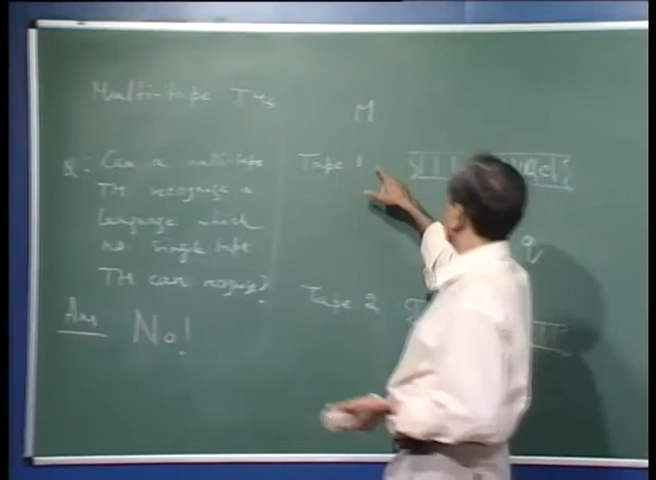 Multi-tape TMs
Q: Can a multi-tape
TM recognize a
language which
no single tape
TM can recognize?
Ans No!
M
Tape 1
q
Tape 2